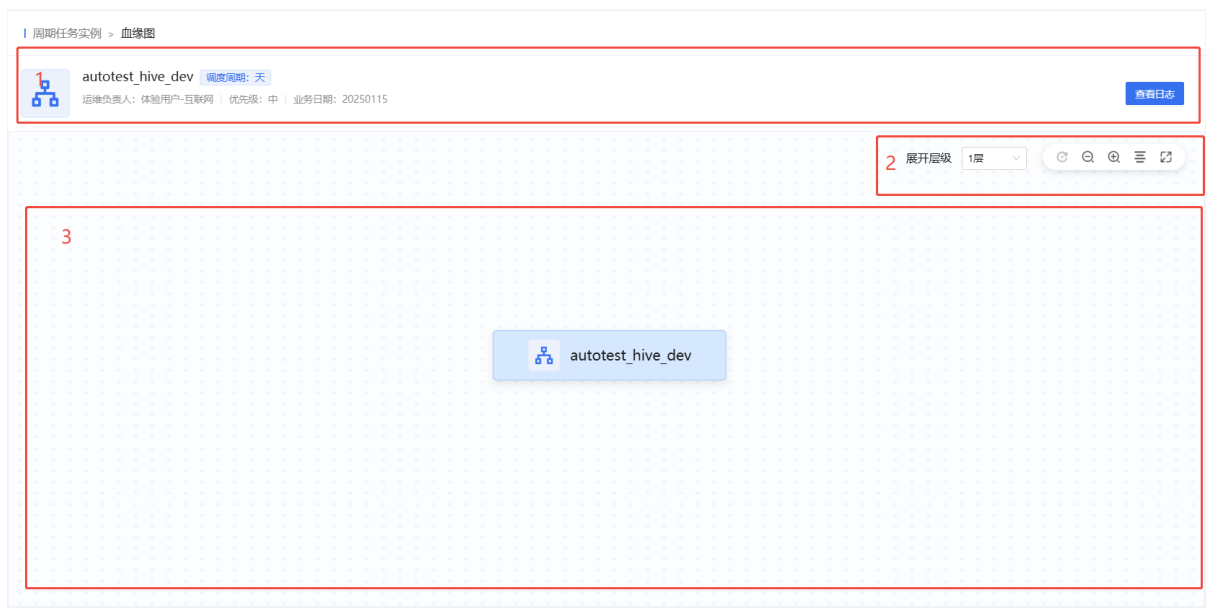 周期任务实例 > 血缘图
1
autotest_hive_dev 调度周期：天
运维负责人：体验用户-互联网 优先级：中 业务日期：20250115
查看日志
2 展开层级 1层
3
autotest_hive_dev